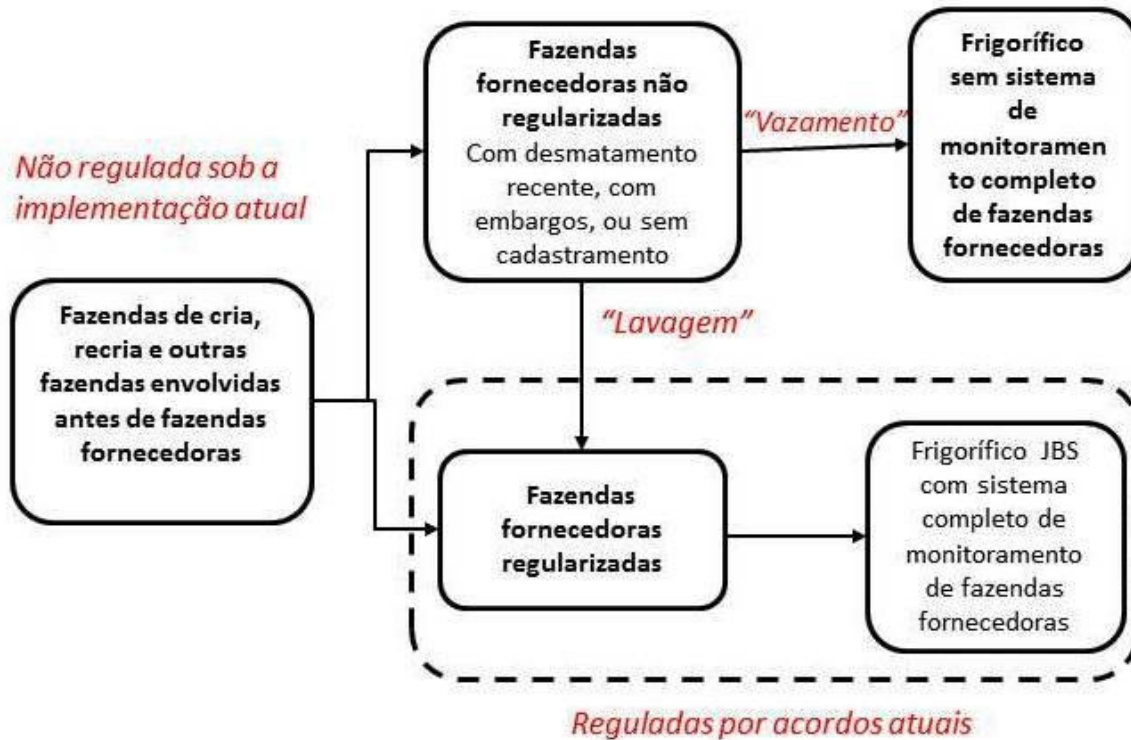 Não regulada sob a
implementação atual
Fazendas de cria,
recria e outras
fazendas envolvidas
antes de fazendas
fornecedoras
Fazendas
fornecedoras não
regularizadas
Com desmatamento
recente, com
embargos, ou sem
cadastramento
“Vazamento”
Frigorífico
sem sistema
de
monitoramen
to completo
de fazendas
fornecedoras
“Lavagem”
Fazendas
fornecedoras
regularizadas
Frigorífico JBS
com sistema
completo de
monitoramento
de fazendas
fornecedoras
Reguladas por acordos atuais